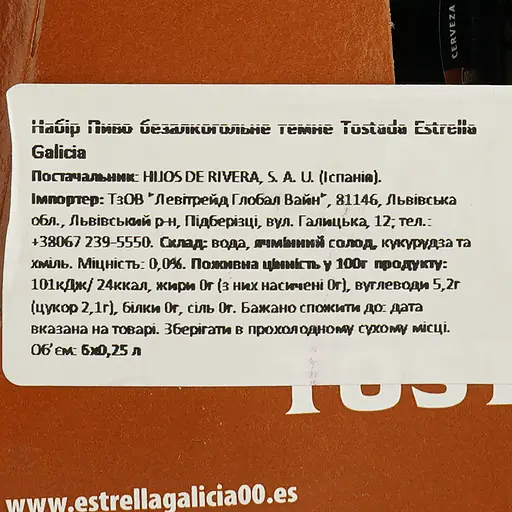 CERVEZA
Набір Пиво безалкогольне темне Tostada Estrella
Galicia
Постачальник: HIJOS DE RIVERA, S. A. U. (Іспанія).
Імпортер: ТзОВ "Левітрейд Глобал Вайн", 81146, Львівська
обл., Львівський р-н, Підберізці, вул. Галицька, 12; тел.:
+38067 239-5550. Склад: вода, ячмінний солод, кукурудза та
хміль. Міцність: 0,0%. Поживна цінність у 100г продукту:
101кДж/ 24ккал, жири 0г (з них насичені 0г), вуглеводи 5,2г
(цукор 2,1г), білки 0г, сіль 0г. Бажано спожити до: дата
вказана на товарі. Зберігати в прохолодному сухому місці.
Об'єм: 6х0,25 л
TOST
www.estrellagalicia00.es